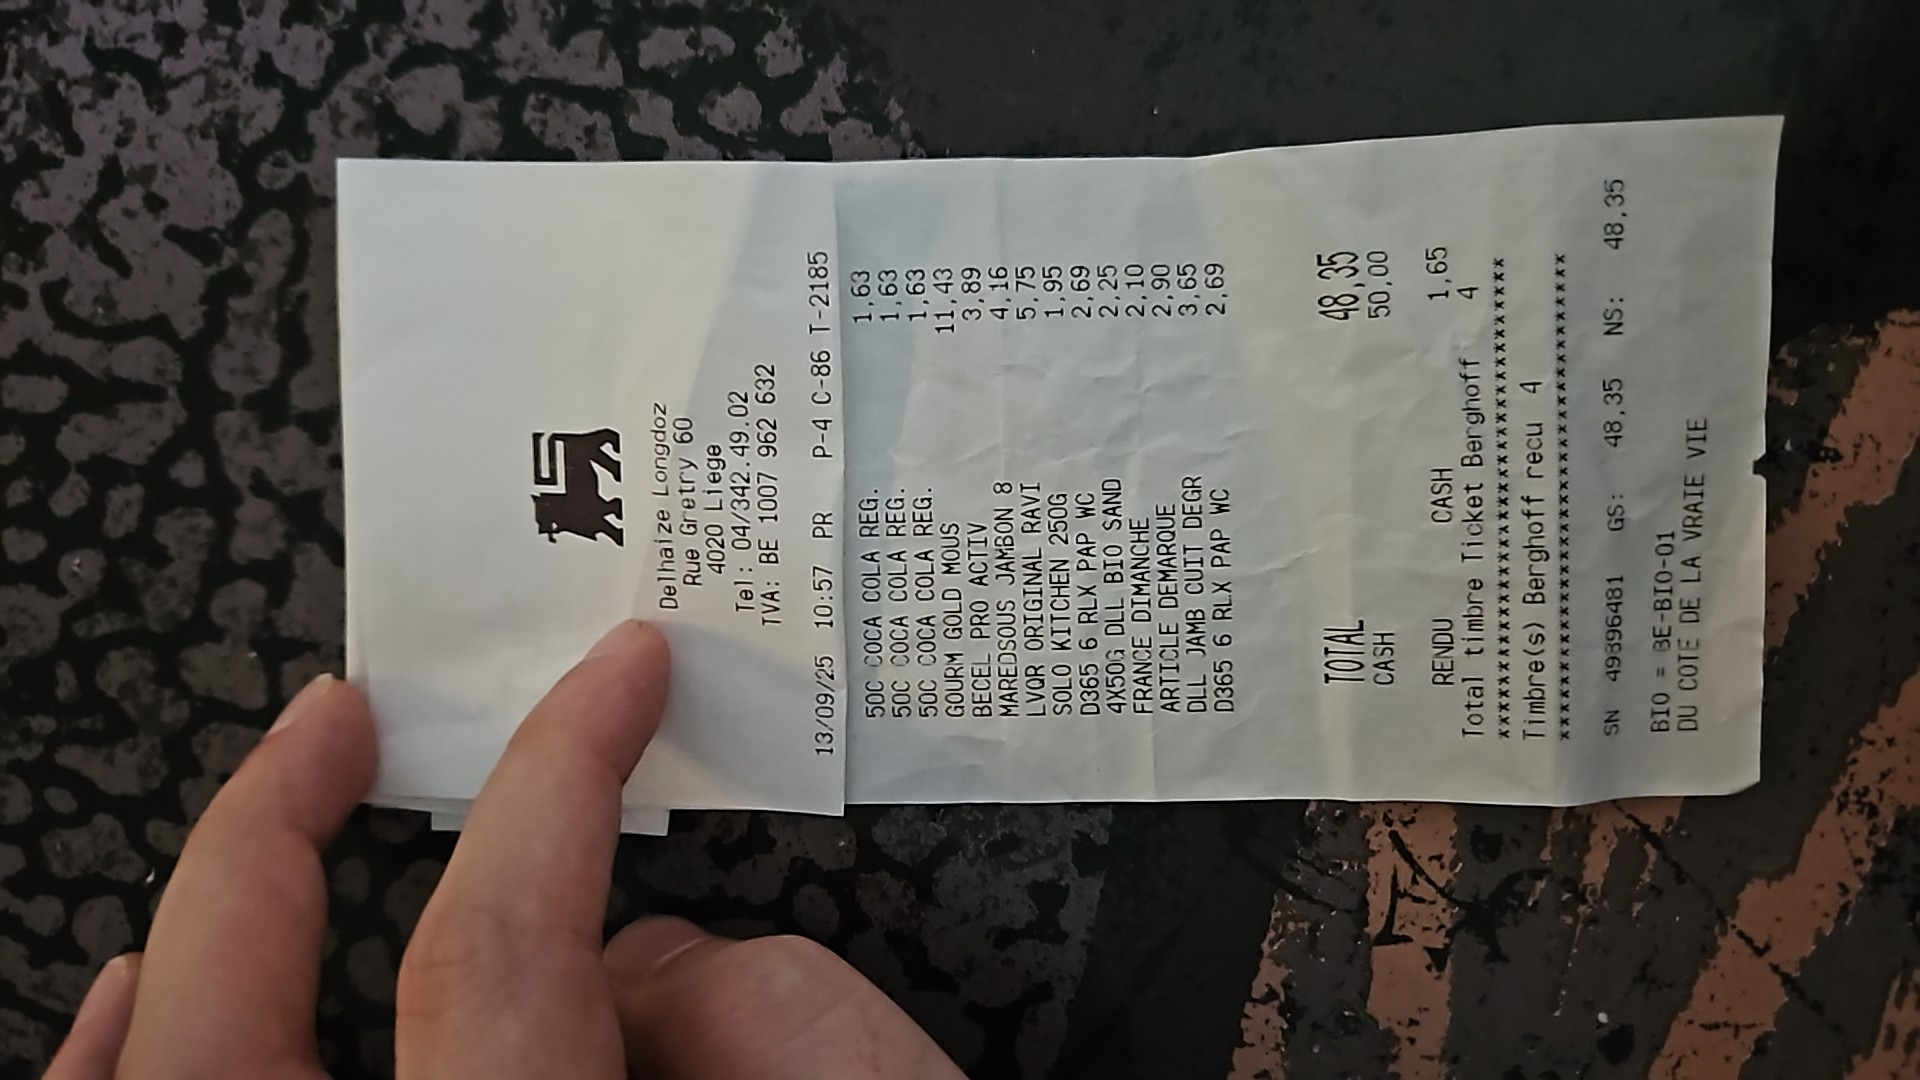 Delhaize Longdoz
Rue Gretry 60
4020 Liege
Tel: 04/342.49.02
TVA: BE 1007 962 632
13/09/25 10:57 PR P-4 C-86 T-2185
50C COCA COLA REG. 1,63
50C COCA COLA REG. 1,63
50C COCA COLA REG. 1,63
GOURM GOLD MOUS 11,43
BECEL PRO ACTIV 3,89
MAREDSOUS JAMBON 8 4,16
LVQR ORIGINAL RAVI 5,75
SOLO KITCHEN 250G 1,95
D365 6 RLX PAP WC 2,69
4X50G DLL BIO SAND 2,25
FRANCE DIMANCHE 2,10
ARTICLE DEMARQUE 2,90
DLL JAMB CUIT DEGR 3,65
D365 6 RLX PAP WC 2,69
TOTAL 48,35
CASH 50,00
RENDU CASH 1,65
Total timbre Ticket Berghoff 4
************************************
Timbre(s) Berghoff recu 4
************************************
SN 49396481 GS: 48,35 NS: 48,35
BIO = BE-BIO-01
DU COTE DE LA VRAIE VIE